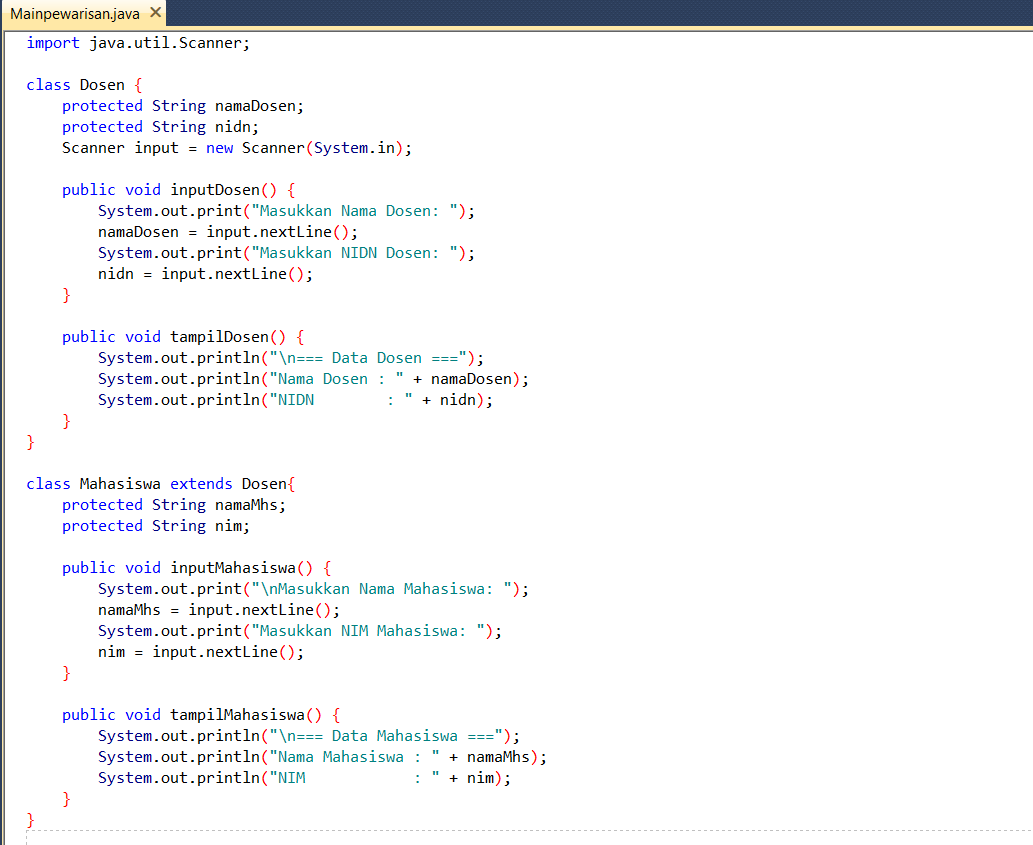 Mainpewarisan.java ×
import java.util.Scanner;
class Dosen {
    protected String namaDosen;
    protected String nidn;
    Scanner input = new Scanner(System.in);
    public void inputDosen() {
        System.out.print("Masukkan Nama Dosen: ");
        namaDosen = input.nextLine();
        System.out.print("Masukkan NIDN Dosen: ");
        nidn = input.nextLine();
    }
    public void tampilDosen() {
        System.out.println("\n=== Data Dosen ===");
        System.out.println("Nama Dosen : " + namaDosen);
        System.out.println("NIDN        : " + nidn);
    }
}
class Mahasiswa extends Dosen{
    protected String namaMhs;
    protected String nim;
    public void inputMahasiswa() {
        System.out.print("\nMasukkan Nama Mahasiswa: ");
        namaMhs = input.nextLine();
        System.out.print("Masukkan NIM Mahasiswa: ");
        nim = input.nextLine();
    }
    public void tampilMahasiswa() {
        System.out.println("\n=== Data Mahasiswa ===");
        System.out.println("Nama Mahasiswa : " + namaMhs);
        System.out.println("NIM            : " + nim);
    }
}